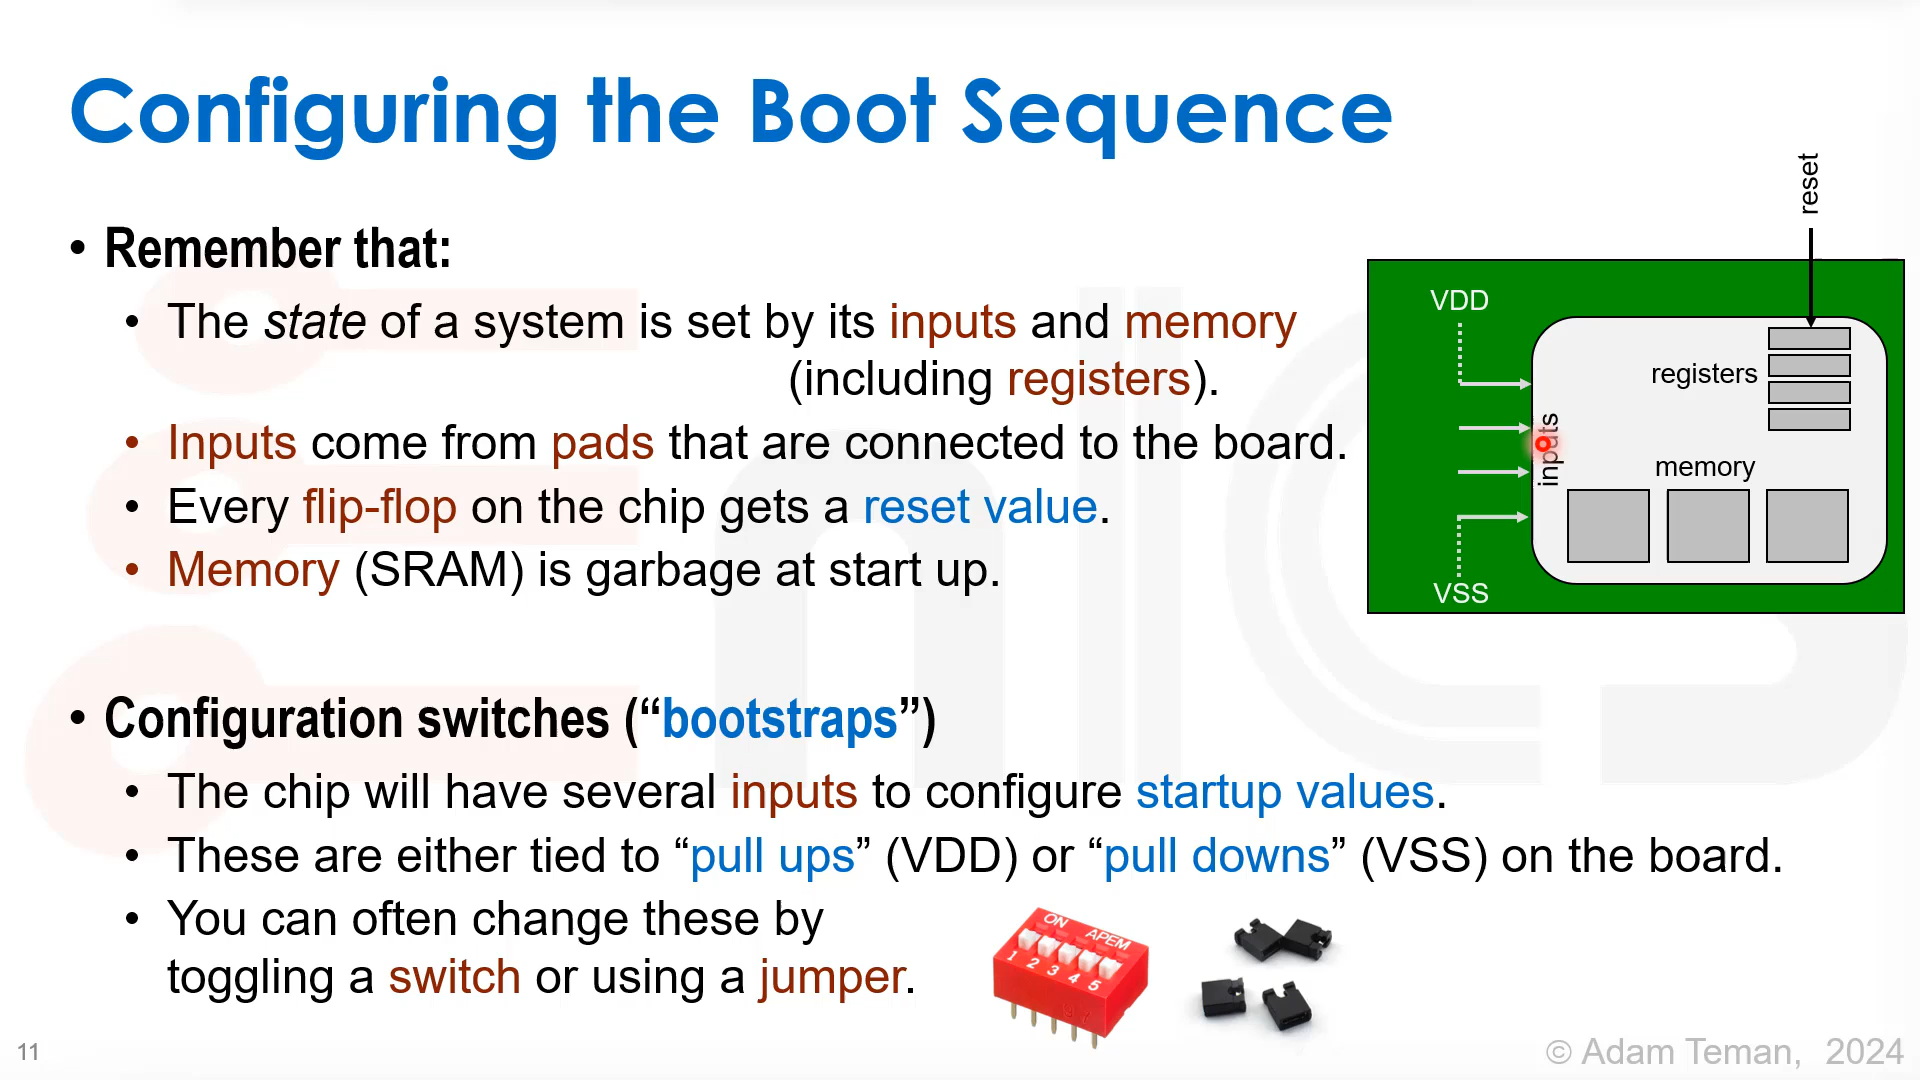 Configuring the Boot Sequence
• Remember that:
• The state of a system is set by its inputs and memory
(including registers).
• Inputs come from pads that are connected to the board.
• Every flip-flop on the chip gets a reset value.
• Memory (SRAM) is garbage at start up.
reset
VDD
registers
inputs
memory
VSS
• Configuration switches (“bootstraps”)
• The chip will have several inputs to configure startup values.
• These are either tied to “pull ups” (VDD) or “pull downs” (VSS) on the board.
• You can often change these by
toggling a switch or using a jumper.
ON APEM
1 2 3 4 5
11
© Adam Teman, 2024